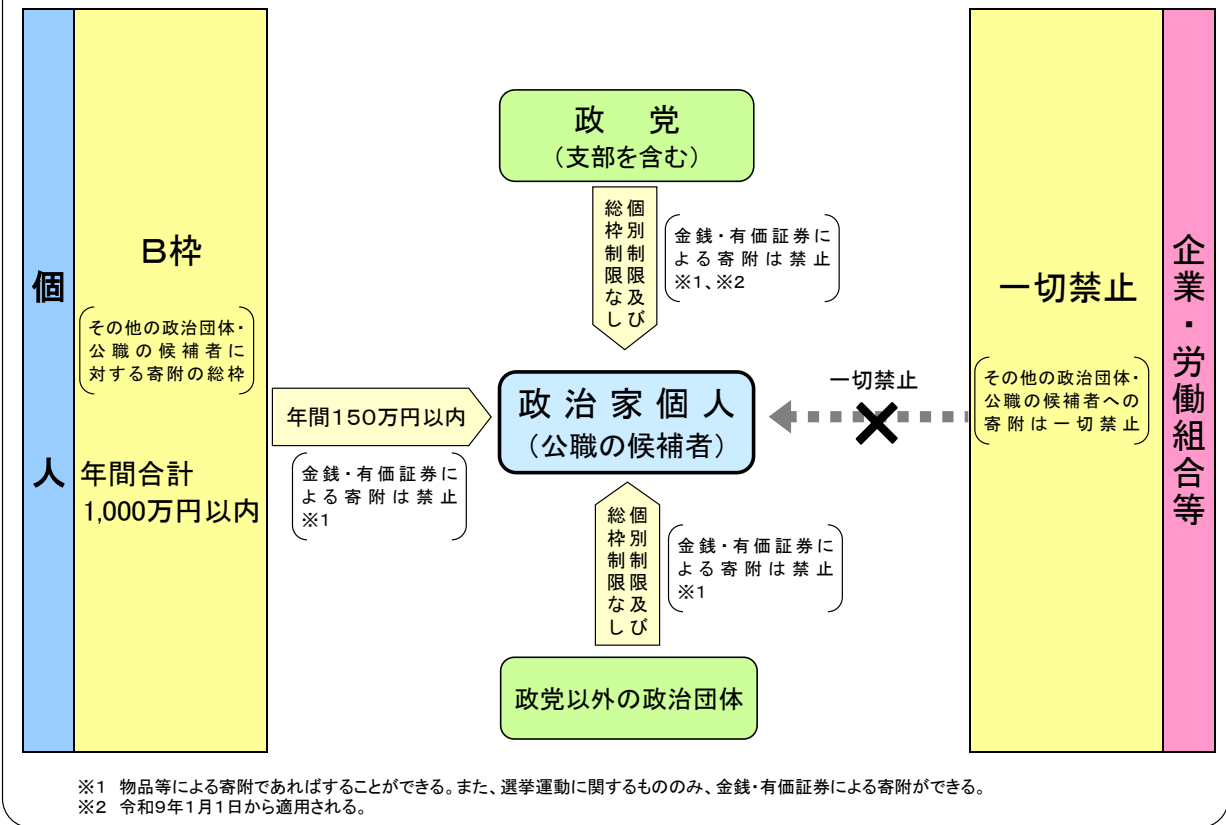 個人
B枠
その他の政治団体・
公職の候補者に
対する寄附の総枠
年間合計
1,000万円以内
年間150万円以内
金銭・有価証券に
よる寄附は禁止
※1
政　党
（支部を含む）
個別制限及び
総枠制限なし
金銭・有価証券に
よる寄附は禁止
※1、※2
政治家個人
（公職の候補者）
個別制限及び
総枠制限なし
金銭・有価証券に
よる寄附は禁止
※1
政党以外の政治団体
一切禁止
一切禁止
その他の政治団体・
公職の候補者への
寄附は一切禁止
企業・労働組合等
※1　物品等による寄附であればすることができる。また、選挙運動に関するもののみ、金銭・有価証券による寄附ができる。
※2　令和9年1月1日から適用される。